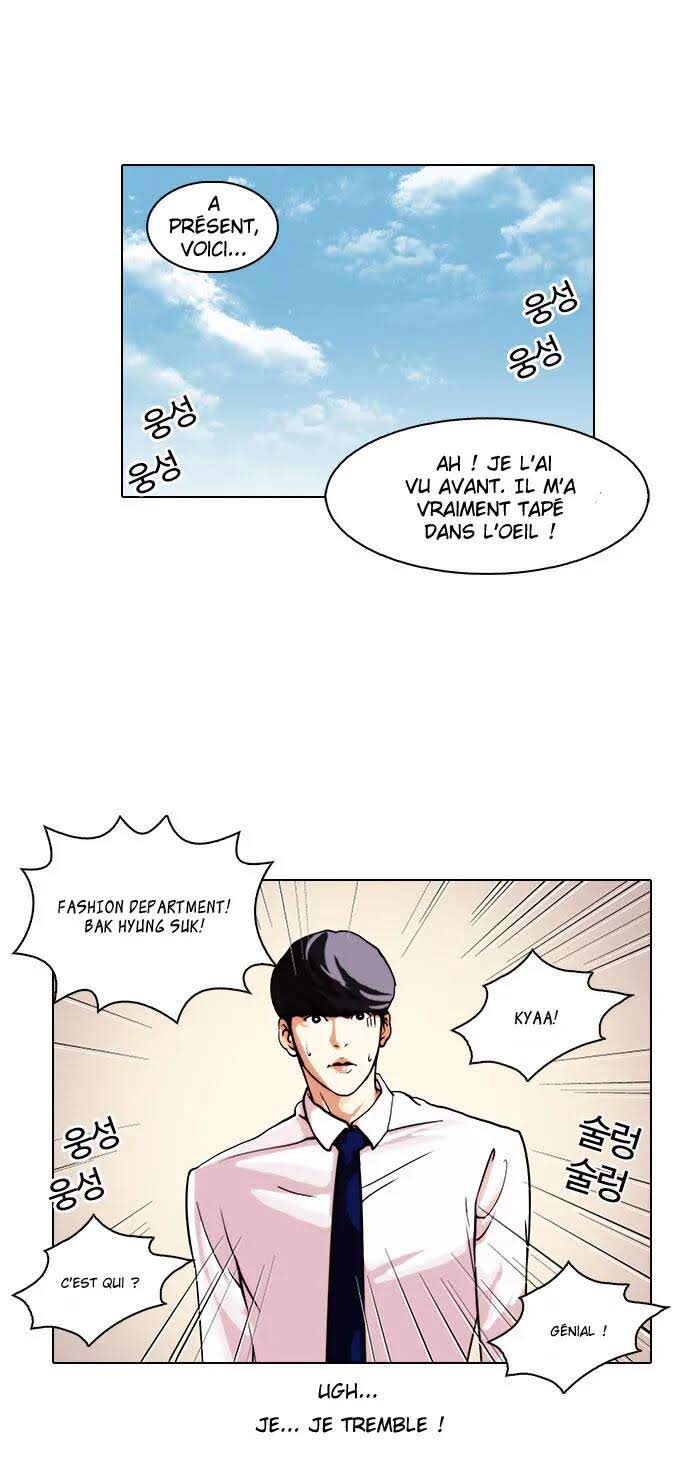 A
PRÉSENT,
VOICI...
웅성
웅성
웅성
웅성
AH ! JE L'AI
VU AVANT. IL M'A
VRAIMENT TAPÉ
DANS L'OEIL !
FASHION DEPARTMENT!
BAK HYUNG SUK!
KYAA!
웅성
웅성
술렁
술렁
C'EST QUI ?
GÉNIAL !
UGH...
JE... JE TREMBLE !